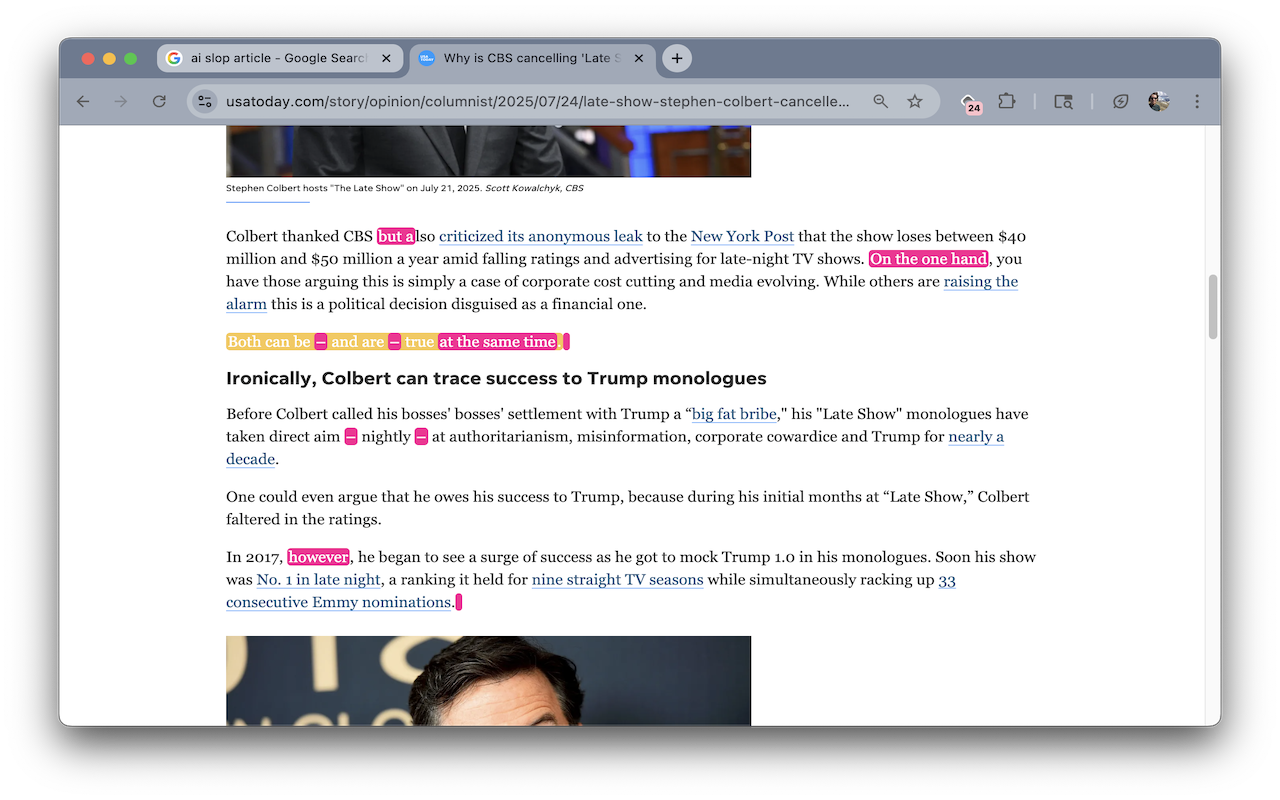 ai slop article - Google Search
Why is CBS cancelling 'Late S
usatoday.com/story/opinion/columnist/2025/07/24/late-show-stephen-colbert-cancelle...
24
Stephen Colbert hosts "The Late Show" on July 21, 2025. Scott Kowalchyk, CBS
Colbert thanked CBS but also criticized its anonymous leak to the New York Post that the show loses between $40
million and $50 million a year amid falling ratings and advertising for late-night TV shows. On the one hand, you
have those arguing this is simply a case of corporate cost cutting and media evolving. While others are raising the
alarm this is a political decision disguised as a financial one.
Both can be – and are – true at the same time
Ironically, Colbert can trace success to Trump monologues
Before Colbert called his bosses' bosses' settlement with Trump a “big fat bribe," his "Late Show" monologues have
taken direct aim – nightly – at authoritarianism, misinformation, corporate cowardice and Trump for nearly a
decade.
One could even argue that he owes his success to Trump, because during his initial months at “Late Show,” Colbert
faltered in the ratings.
In 2017, however, he began to see a surge of success as he got to mock Trump 1.0 in his monologues. Soon his show
was No. 1 in late night, a ranking it held for nine straight TV seasons while simultaneously racking up 33
consecutive Emmy nominations.